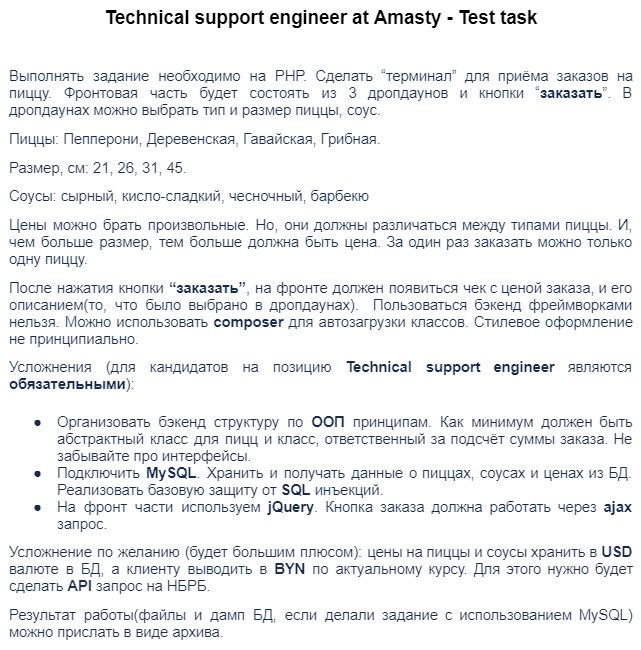 Technical support engineer at Amasty - Test task
Выполнять задание необходимо на PHP. Сделать “терминал” для приёма заказов на
пиццу. Фронтовая часть будет состоять из 3 дропдаунов и кнопки “заказать”. В
дропдаунах можно выбрать тип и размер пиццы, соус.
Пиццы: Пепперони, Деревенская, Гавайская, Грибная.
Размер, см: 21, 26, 31, 45.
Соусы: сырный, кисло-сладкий, чесночный, барбекю
Цены можно брать произвольные. Но, они должны различаться между типами пиццы. И,
чем больше размер, тем больше должна быть цена. За один раз заказать можно только
одну пиццу.
После нажатия кнопки “заказать”, на фронте должен появиться чек с ценой заказа, и его
описанием(то, что было выбрано в дропдаунах). Пользоваться бэкенд фреймворками
нельзя. Можно использовать composer для автозагрузки классов. Стилевое оформление
не принципиально.
Усложнения (для кандидатов на позицию Technical support engineer являются
обязательными):
● Организовать бэкенд структуру по ООП принципам. Как минимум должен быть
абстрактный класс для пицц и класс, ответственный за подсчёт суммы заказа. Не
забывайте про интерфейсы.
● Подключить MySQL. Хранить и получать данные о пиццах, соусах и ценах из БД.
Реализовать базовую защиту от SQL инъекций.
● На фронт части используем jQuery. Кнопка заказа должна работать через ajax
запрос.
Усложнение по желанию (будет большим плюсом): цены на пиццы и соусы хранить в USD
валюте в БД, а клиенту выводить в BYN по актуальному курсу. Для этого нужно будет
сделать API запрос на НБРБ.
Результат работы(файлы и дамп БД, если делали задание с использованием MySQL)
можно прислать в виде архива.